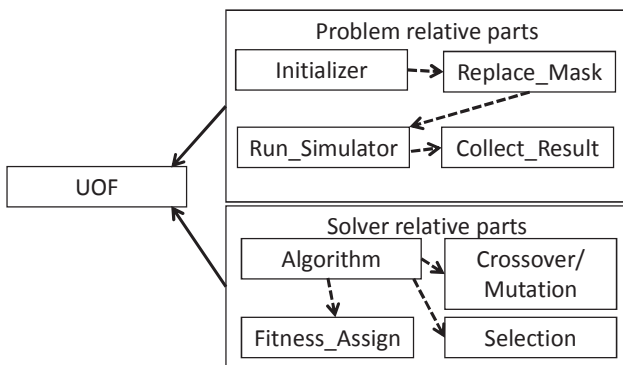 Problem relative parts
Initializer
Replace_Mask
Run_Simulator
Collect_Result
UOF
Solver relative parts
Algorithm
Crossover/
Mutation
Fitness_Assign
Selection